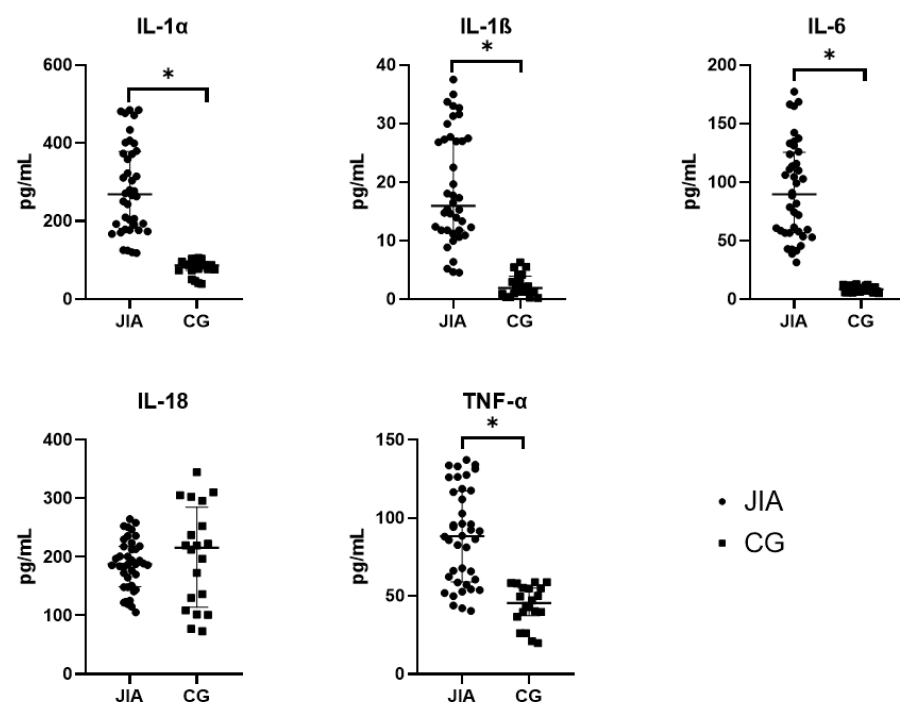 IL-1α
*
600
400
200
0
pg/mL
JIA CG
IL-1ß
*
40
30
20
10
0
pg/mL
JIA CG
IL-6
*
200
150
100
50
0
pg/mL
JIA CG
IL-18
400
300
200
100
0
pg/mL
JIA CG
TNF-α
*
150
100
50
0
pg/mL
JIA CG
JIA
CG